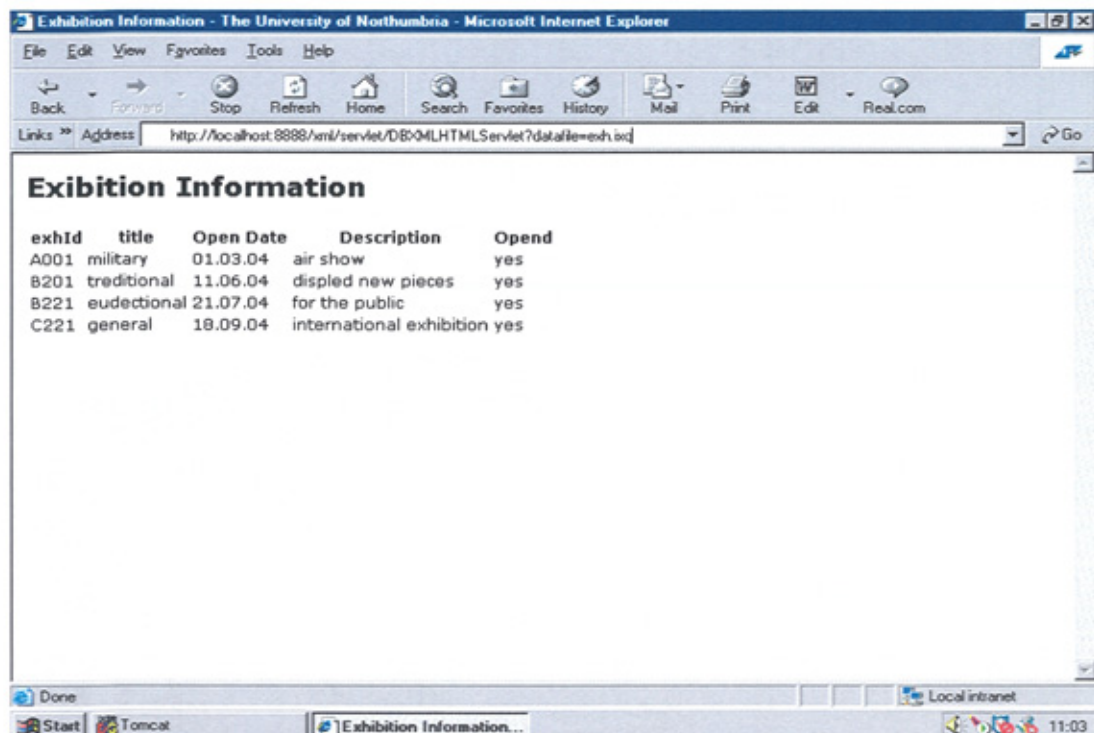 Exhibition Information - The University of Northumbria - Microsoft Internet Explorer
File Edit View Favorites Tools Help
Back Forward Stop Refresh Home Search Favorites History Mail Print Edit Real.com
Links » Address http://localhost:8888/xml/servlet/DBXMLHTMLServlet?datafile=exh.ixq Go
Exibition Information
exhId title Open Date Description Opend
A001 military 01.03.04 air show yes
B201 treditional 11.06.04 displed new pieces yes
B221 eudectional 21.07.04 for the public yes
C221 general 18.09.04 international exhibition yes
Done Local intranet
Start Tomcat Exhibition Information... 11:03